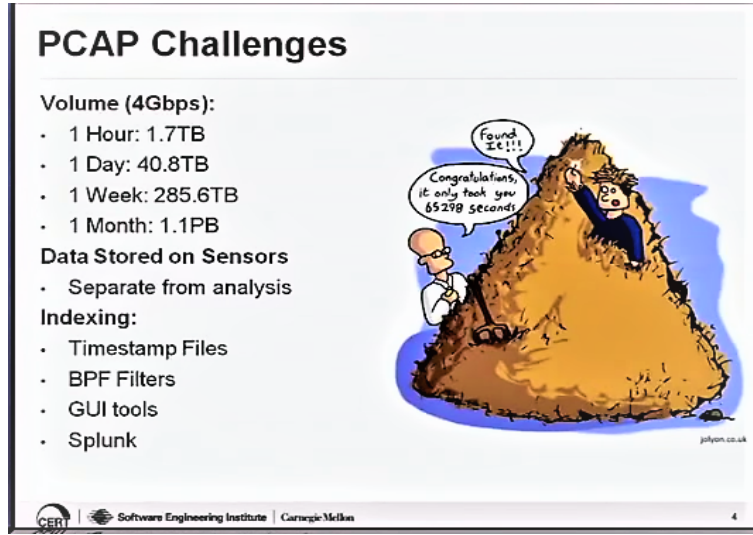 PCAP Challenges
Volume (4Gbps):
· 1 Hour: 1.7TB
· 1 Day: 40.8TB
· 1 Week: 285.6TB
· 1 Month: 1.1PB
Data Stored on Sensors
· Separate from analysis
Indexing:
· Timestamp Files
· BPF Filters
· GUI tools
· Splunk
Found
It!!!
Congratulations,
it only took you
65298 seconds
jolyon.co.uk
CERT
Software Engineering Institute
Carnegie Mellon
4